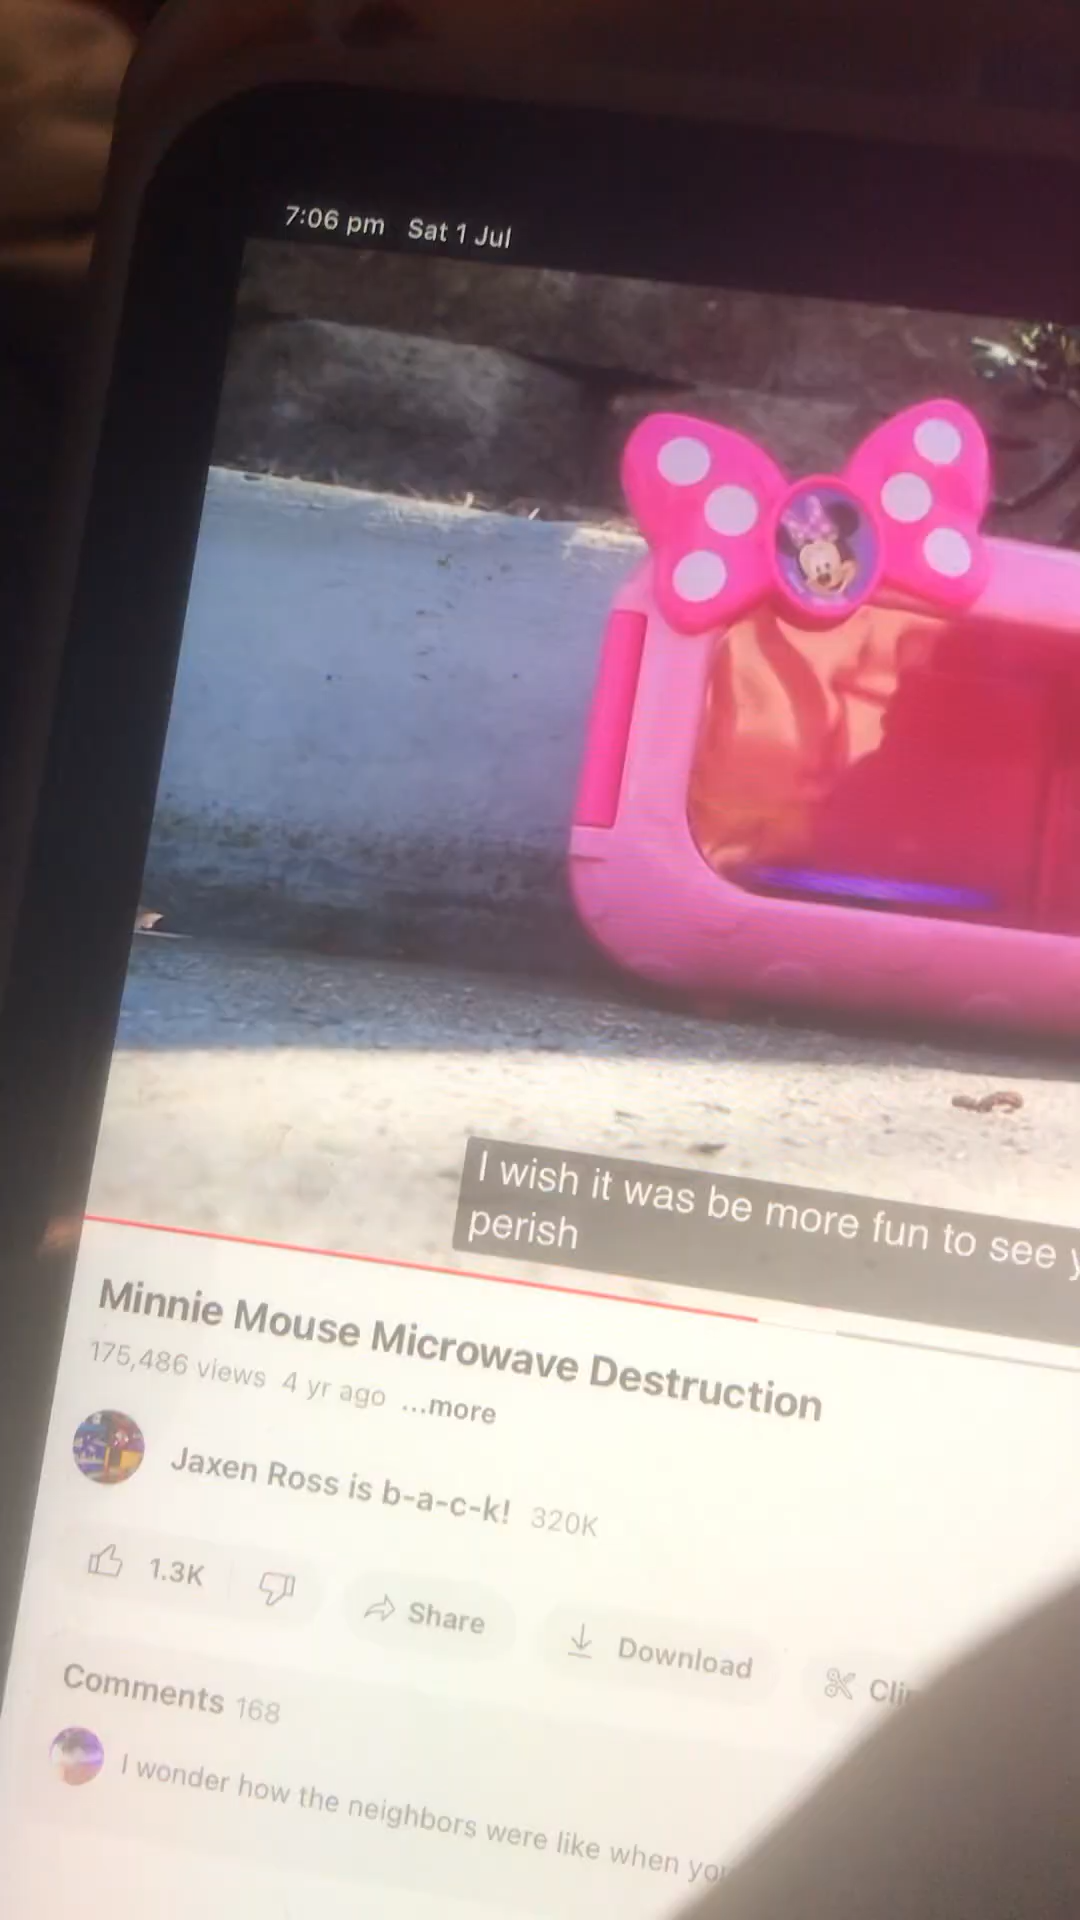 7:06 pm Sat 1 Jul
I wish it was be more fun to see
perish
Minnie Mouse Microwave Destruction
175,486 views 4 yr ago ...more
Jaxen Ross is b-a-c-k! 320K
1.3K Share Download
Comments 168
I wonder how the neighbors were like when you